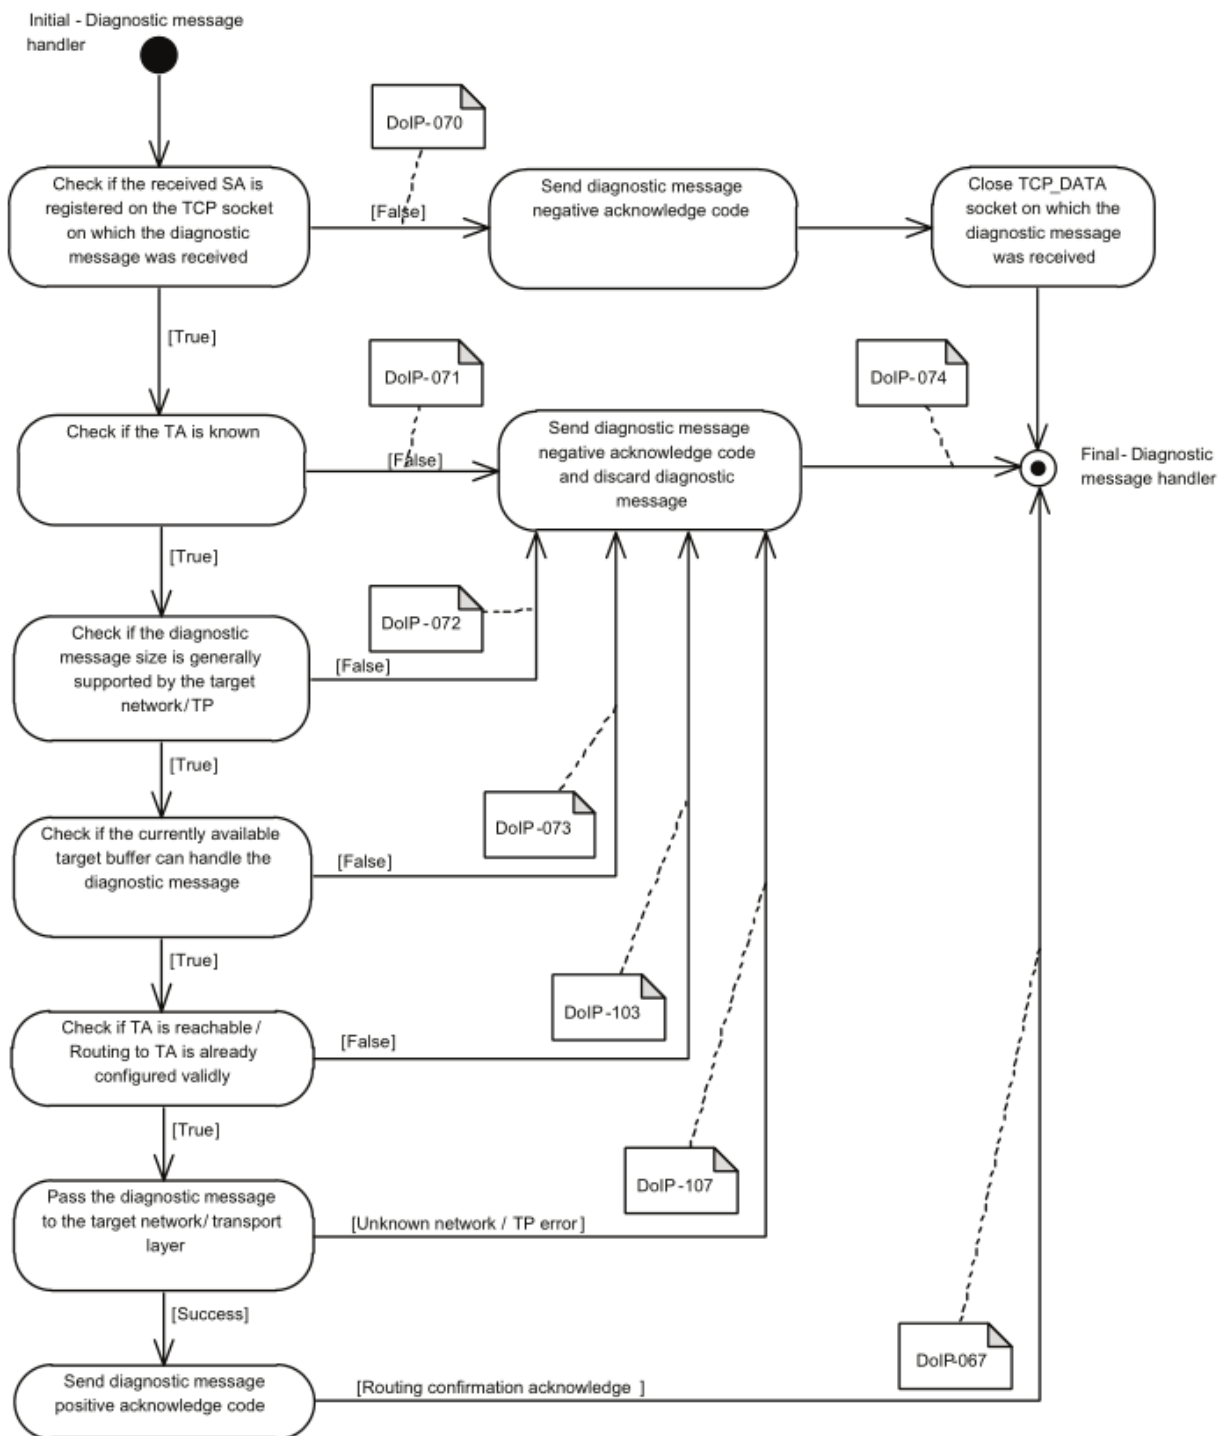 Initial - Diagnostic message
handler
DoIP-070
Check if the received SA is
registered on the TCP socket
on which the diagnostic
message was received
[False]
Send diagnostic message
negative acknowledge code
Close TCP_DATA
socket on which the
diagnostic message
was received
[True]
DoIP-071
DoIP-074
Check if the TA is known
[False]
Send diagnostic message
negative acknowledge code
and discard diagnostic
message
Final - Diagnostic
message handler
[True]
DoIP-072
Check if the diagnostic
message size is generally
supported by the target
network/TP
[False]
[True]
DoIP-073
Check if the currently available
target buffer can handle the
diagnostic message
[False]
[True]
DoIP-103
Check if TA is reachable /
Routing to TA is already
configured validly
[False]
[True]
DoIP-107
Pass the diagnostic message
to the target network/ transport
layer
[Unknown network / TP error]
[Success]
DoIP-067
Send diagnostic message
positive acknowledge code
[Routing confirmation acknowledge ]